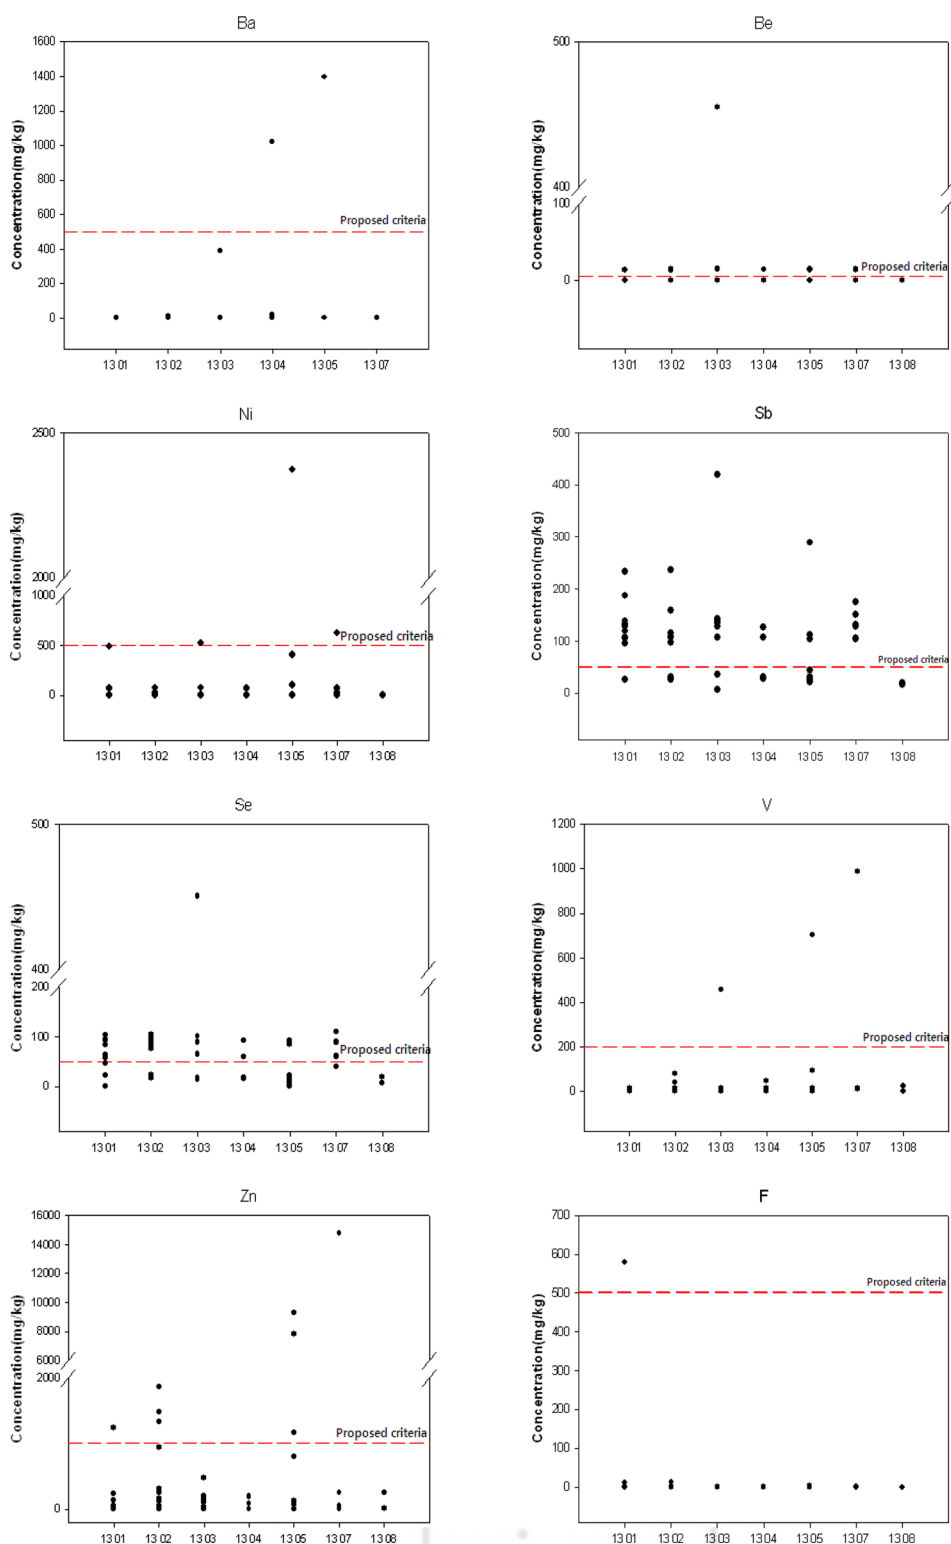 Ba
Concentration(mg/kg)
1600
1400
1200
1000
800
600
400
200
0
Proposed criteria
13 01 13 02 13 03 13 04 13 05 13 07
Be
Concentration(mg/kg)
500
400
100
0
Proposed criteria
13 01 13 02 13 03 13 04 13 05 13 07 13 08
Ni
Concentration(mg/kg)
2500
2000
1000
500
0
Proposed criteria
13 01 13 02 13 03 13 04 13 05 13 07 13 08
Sb
Concentration(mg/kg)
500
400
300
200
100
0
Proposed criteria
13 01 13 02 13 03 13 04 13 05 13 07 13 08
Se
Concentration(mg/kg)
500
400
200
100
0
Proposed criteria
13 01 13 02 13 03 13 04 13 05 13 07 13 08
V
Concentration(mg/kg)
1200
1000
800
600
400
200
0
Proposed criteria
13 01 13 02 13 03 13 04 13 05 13 07 13 08
Zn
Concentration(mg/kg)
16000
14000
12000
10000
8000
6000
2000
0
Proposed criteria
13 01 13 02 13 03 13 04 13 05 13 07 13 08
F
Concentration(mg/kg)
700
600
500
400
300
200
100
0
Proposed criteria
13 01 13 02 13 03 13 04 13 05 13 07 13 08